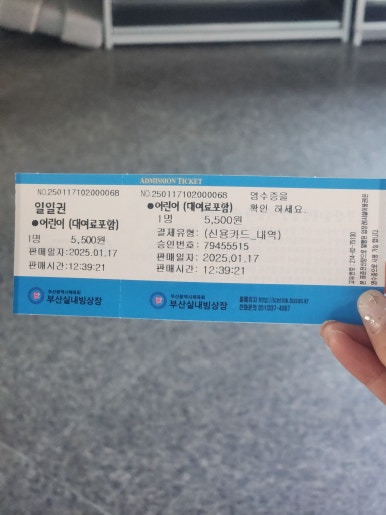 ADMISSION TICKET
NO.2501171020000068
일일권
●어린이 (대여료포함)
1명 5,500원
판매일자:2025.01.17
판매시간:12:39:21
부산실내빙상장
NO.2501171020000068
영수증을
확인 하세요.
●어린이 (대여료포함)
1명 5,500원
결제유형: (신용카드_내역)
승인번호: 79455515
판매일자: 2025.01.17
판매시간: 12:39:21
부산실내빙상장